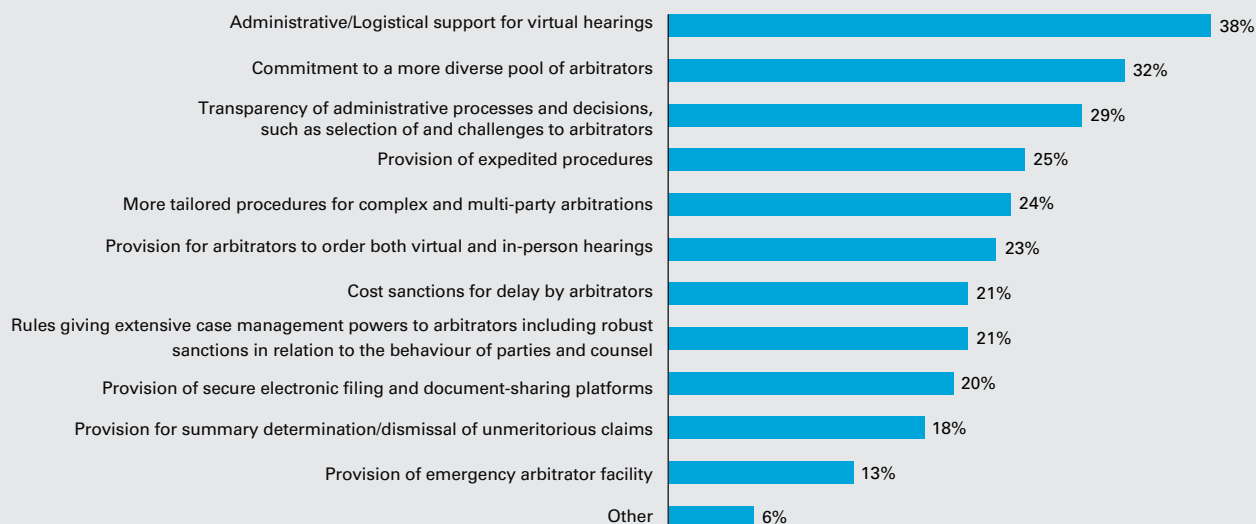 Administrative/Logistical support for virtual hearings
38%
Commitment to a more diverse pool of arbitrators
32%
Transparency of administrative processes and decisions,
such as selection of and challenges to arbitrators
29%
Provision of expedited procedures
25%
More tailored procedures for complex and multi-party arbitrations
24%
Provision for arbitrators to order both virtual and in-person hearings
23%
Cost sanctions for delay by arbitrators
21%
Rules giving extensive case management powers to arbitrators including robust
sanctions in relation to the behaviour of parties and counsel
21%
Provision of secure electronic filing and document-sharing platforms
20%
Provision for summary determination/dismissal of unmeritorious claims
18%
Provision of emergency arbitrator facility
13%
Other
6%